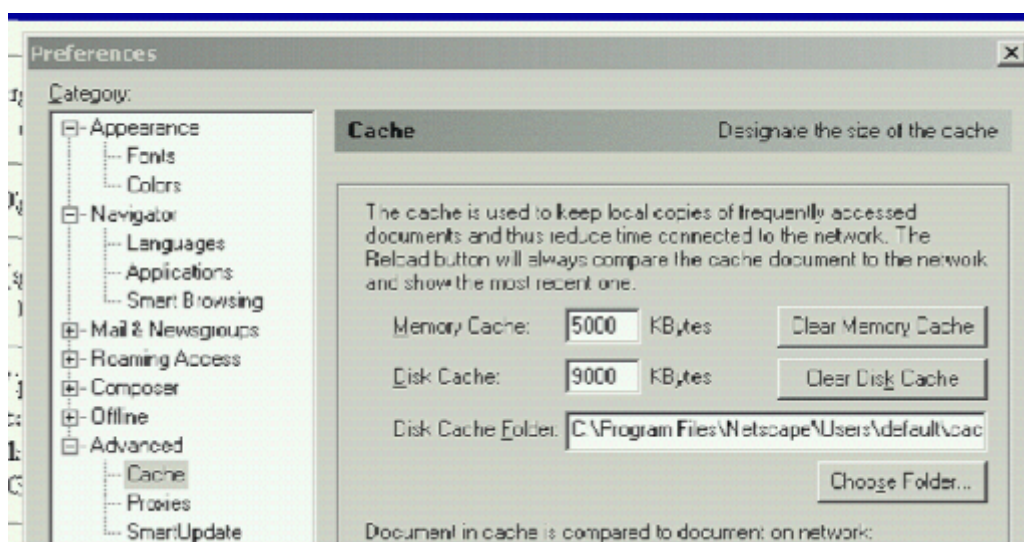 Preferences
Category:
Appearance
Fonts
Colors
Navigator
Languages
Applications
Smart Browsing
Mail & Newsgroups
Roaming Access
Composer
Offline
Advanced
Cache
Proxies
SmartUpdate
Cache Designate the size of the cache
The cache is used to keep local copies of frequently accessed
documents and thus reduce time connected to the network. The
Reload button will always compare the cache document to the network
and show the most recent one.
Memory Cache: 5000 KBytes Clear Memory Cache
Disk Cache: 9000 KBytes Clear Disk Cache
Disk Cache Folder: C:\Program Files\Netscape\Users\default\cac
Choose Folder...
Document in cache is compared to document on network: